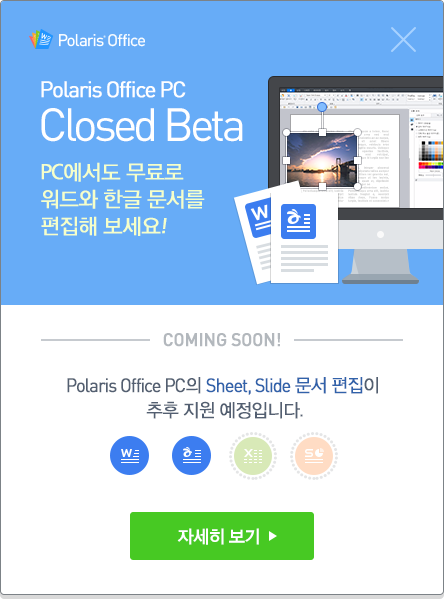 Polaris Office
Polaris Office PC
Closed Beta
PC에서도 무료로
워드와 한글 문서를
편집해 보세요!
W
ㅎ
COMING SOON!
Polaris Office PC의 Sheet, Slide 문서 편집이
추후 지원 예정입니다.
W
ㅎ
X
S
자세히 보기